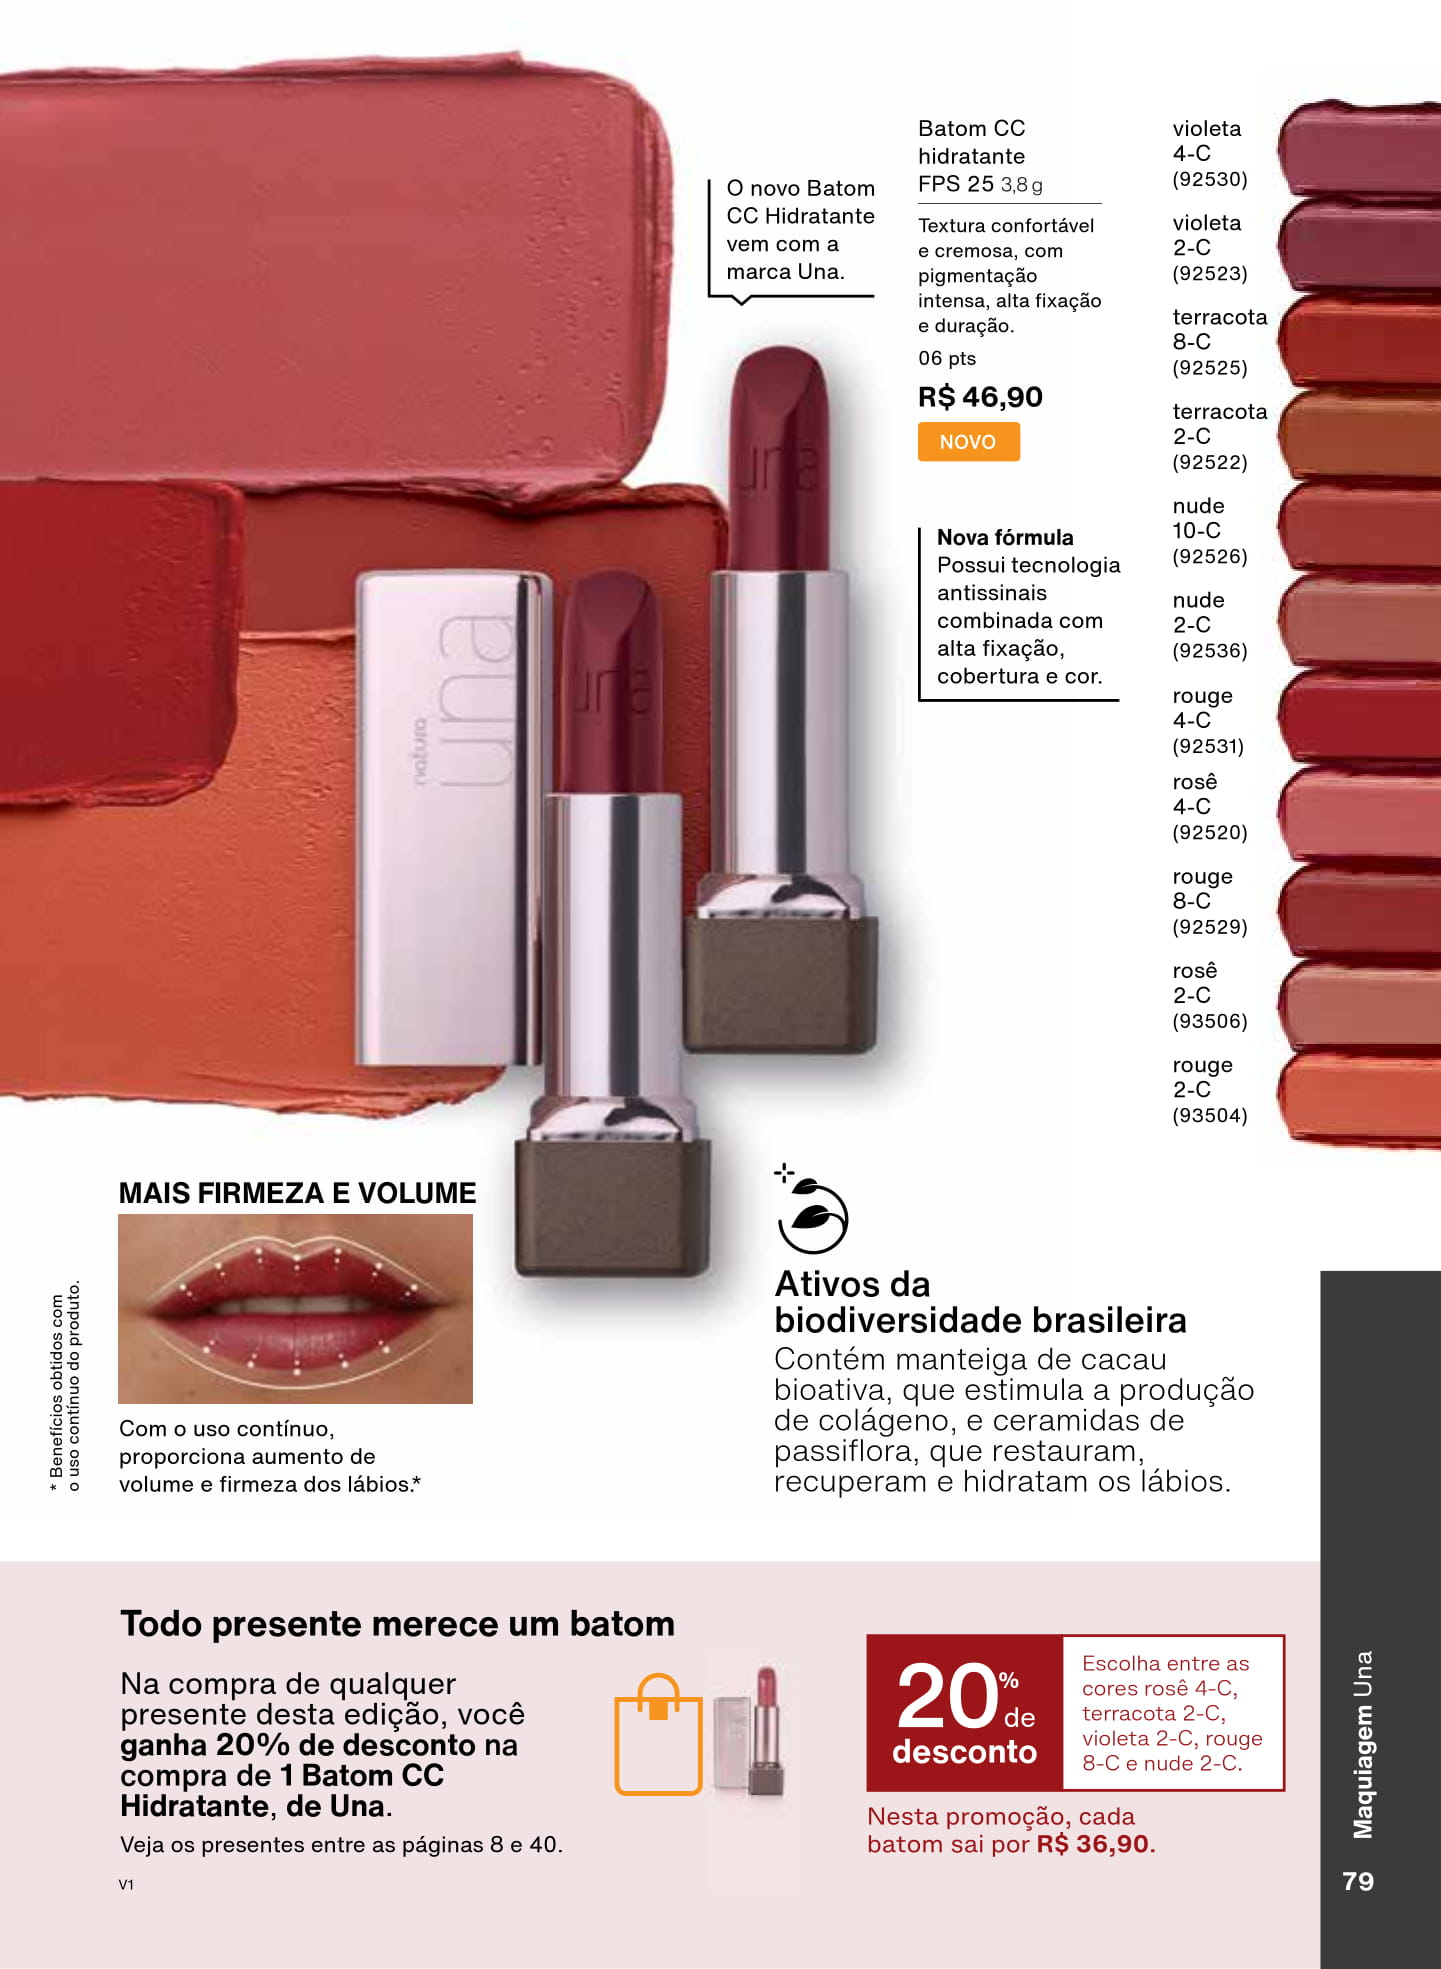 O novo Batom
CC Hidratante
vem com a
marca Una.
Batom CC
hidratante
FPS 25 3,8 g
Textura confortável
e cremosa, com
pigmentação
intensa, alta fixação
e duração.
06 pts
R$ 46,90
NOVO
Nova fórmula
Possui tecnologia
antissinais
combinada com
alta fixação,
cobertura e cor.
violeta
4-C
(92530)
violeta
2-C
(92523)
terracota
8-C
(92525)
terracota
2-C
(92522)
nude
10-C
(92526)
nude
2-C
(92536)
rouge
4-C
(92531)
rosê
4-C
(92520)
rouge
8-C
(92529)
rosê
2-C
(93506)
rouge
2-C
(93504)
una
una
natura
una
MAIS FIRMEZA E VOLUME
Com o uso contínuo,
proporciona aumento de
volume e firmeza dos lábios.*
* Benefícios obtidos com
o uso contínuo do produto.
Ativos da
biodiversidade brasileira
Contém manteiga de cacau
bioativa, que estimula a produção
de colágeno, e ceramidas de
passiflora, que restauram,
recuperam e hidratam os lábios.
Todo presente merece um batom
Na compra de qualquer
presente desta edição, você
ganha 20% de desconto na
compra de 1 Batom CC
Hidratante, de Una.
Veja os presentes entre as páginas 8 e 40.
V1
20% de
desconto
Escolha entre as
cores rosê 4-C,
terracota 2-C,
violeta 2-C, rouge
8-C e nude 2-C.
Nesta promoção, cada
batom sai por R$ 36,90.
Maquiagem Una
79